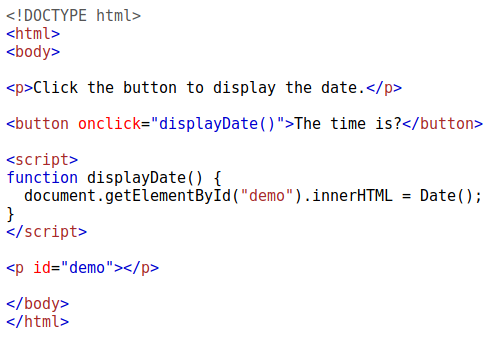 <!DOCTYPE html>
<html>
<body>
<p>Click the button to display the date.</p>
<button onclick="displayDate()">The time is?</button>
<script>
function displayDate() {
  document.getElementById("demo").innerHTML = Date();
}
</script>
<p id="demo"></p>
</body>
</html>